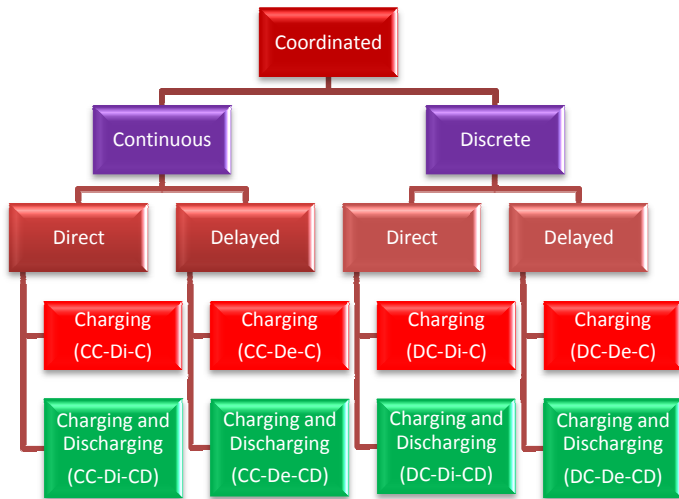 Coordinated
Continuous
Discrete
Direct
Delayed
Direct
Delayed
Charging
(CC-Di-C)
Charging
(CC-De-C)
Charging
(DC-Di-C)
Charging
(DC-De-C)
Charging and
Discharging
(CC-Di-CD)
Charging and
Discharging
(CC-De-CD)
Charging and
Discharging
(DC-Di-CD)
Charging and
Discharging
(DC-De-CD)